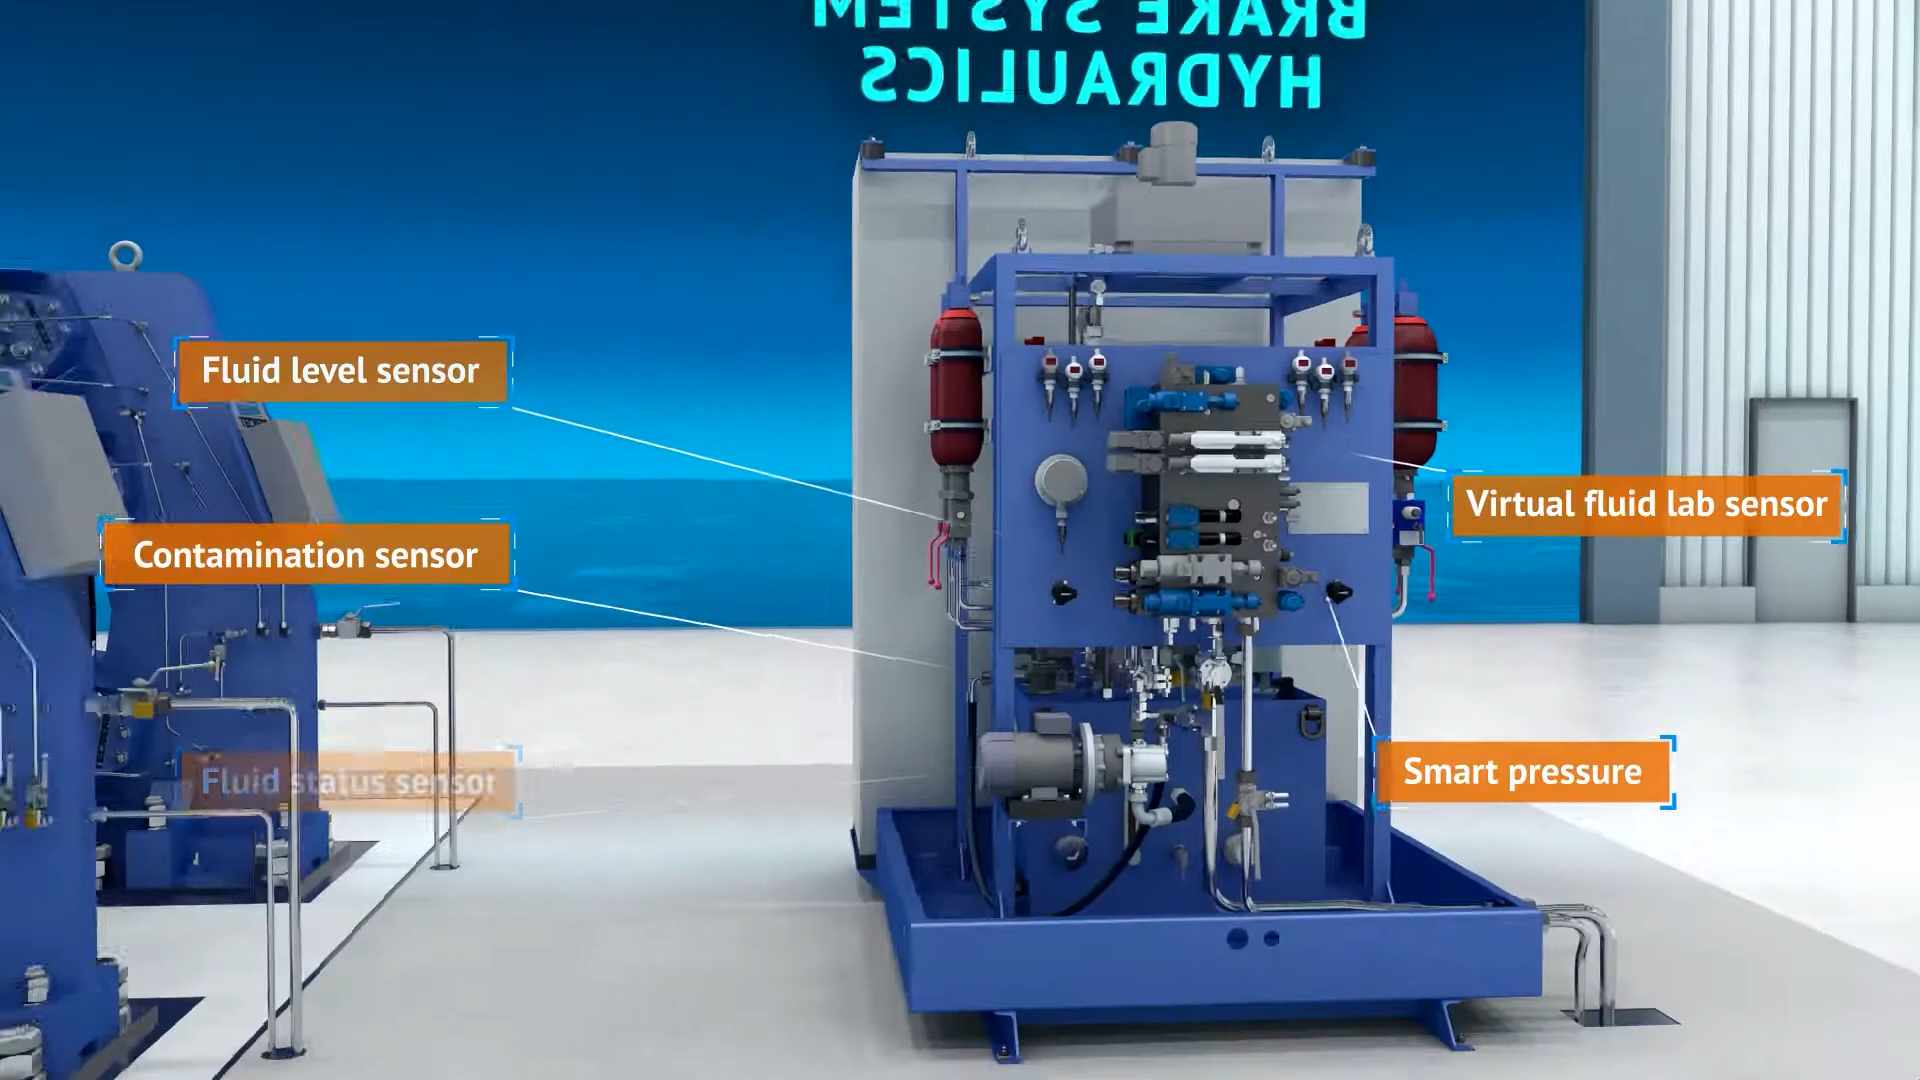 BRAKE SYSTEM
HYDRAULICS
Fluid level sensor
Virtual fluid lab sensor
Contamination sensor
Fluid status sensor
Smart pressure